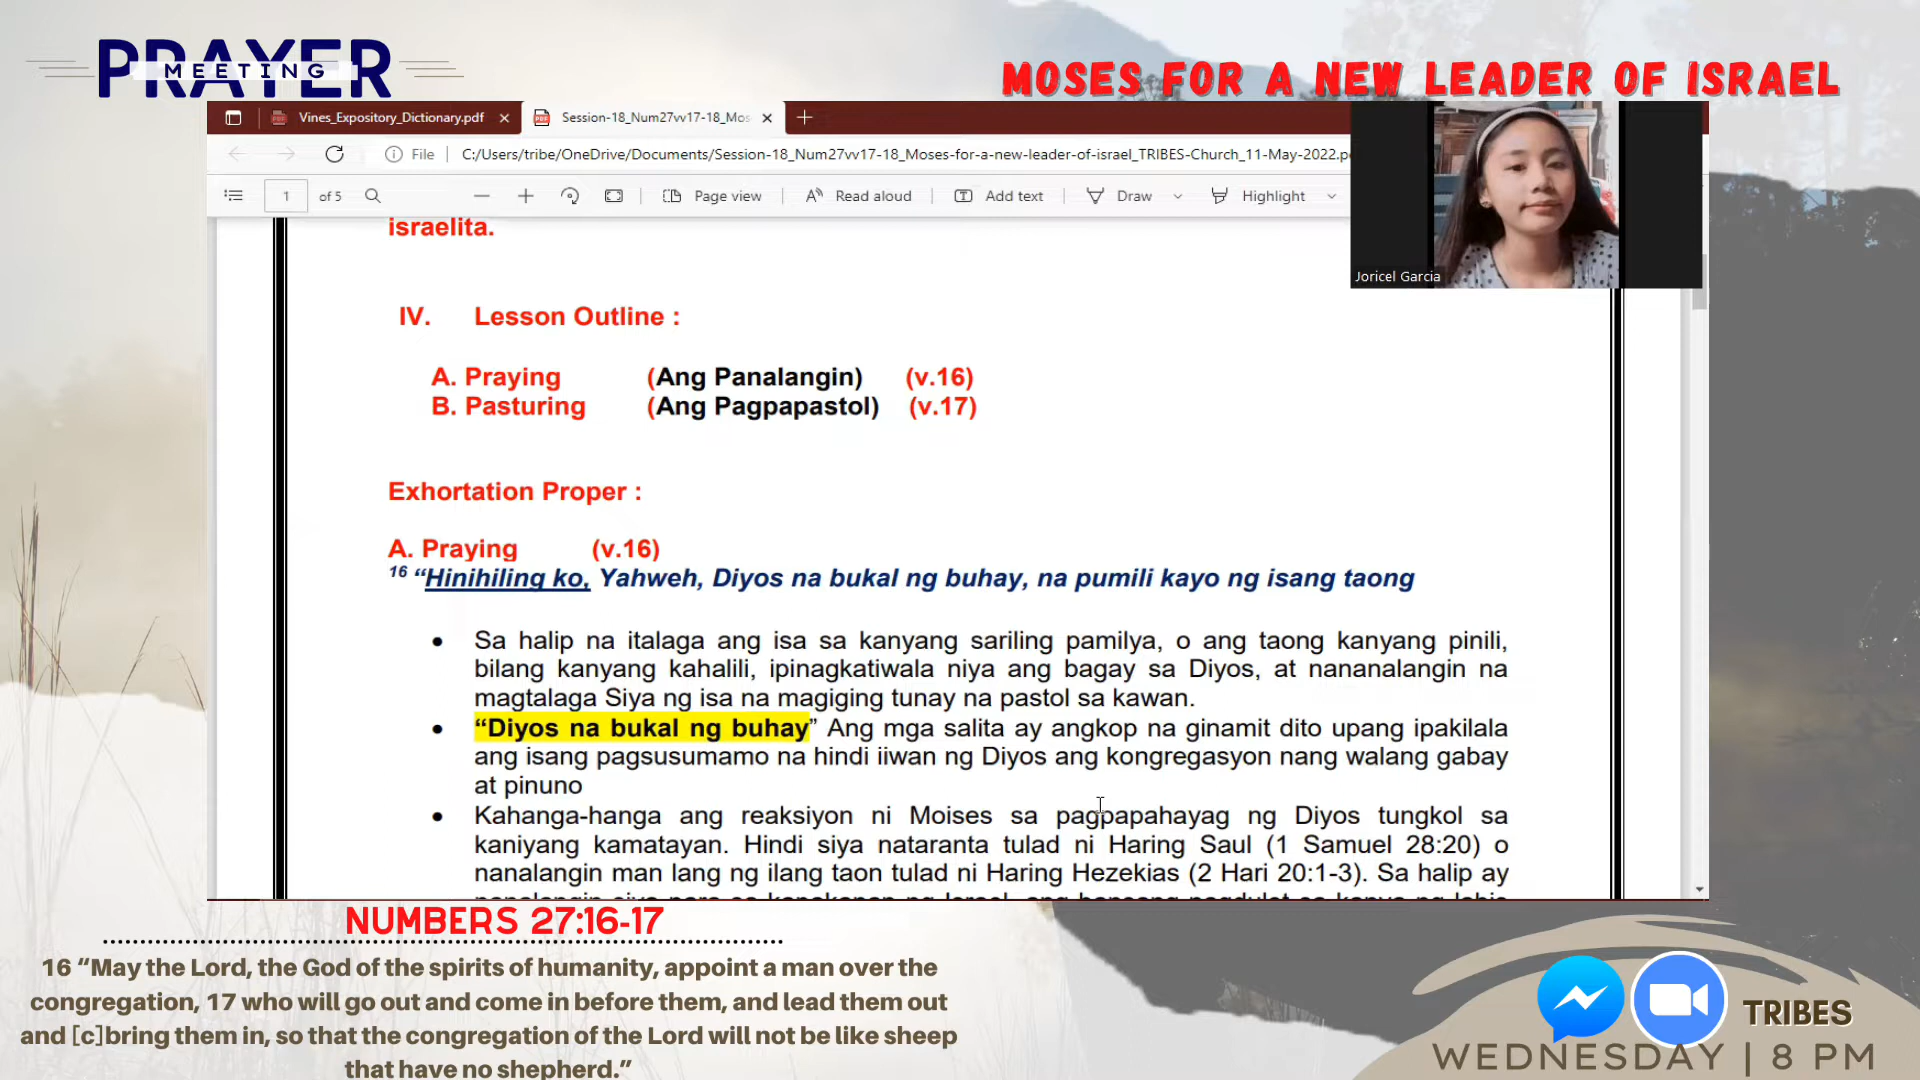 PRAYER
MEETING
MOSES FOR A NEW LEADER OF ISRAEL
Vines_Expository_Dictionary.pdf
Session-18_Num27vv17-18_Mos
File
C:/Users/tribe/OneDrive/Documents/Session-18_Num27vv17-18_Moses-for-a-new-leader-of-israel_TRIBES-Church_11-May-2022.p
1 of 5
Page view
Read aloud
Add text
Draw
Highlight
Joricel Garcia
israelita.
IV. Lesson Outline :
A. Praying (Ang Panalangin) (v.16)
B. Pasturing (Ang Pagpapastol) (v.17)
Exhortation Proper :
A. Praying (v.16)
16 “Hinihiling ko, Yahweh, Diyos na bukal ng buhay, na pumili kayo ng isang taong
• Sa halip na italaga ang isa sa kanyang sariling pamilya, o ang taong kanyang pinili,
bilang kanyang kahalili, ipinagkatiwala niya ang bagay sa Diyos, at nananalangin na
magtalaga Siya ng isa na magiging tunay na pastol sa kawan.
• “Diyos na bukal ng buhay” Ang mga salita ay angkop na ginamit dito upang ipakilala
ang isang pagsusumamo na hindi iiwan ng Diyos ang kongregasyon nang walang gabay
at pinuno
• Kahanga-hanga ang reaksiyon ni Moises sa pagpapahayag ng Diyos tungkol sa
kaniyang kamatayan. Hindi siya nataranta tulad ni Haring Saul (1 Samuel 28:20) o
nanalangin man lang ng ilang taon tulad ni Haring Hezekias (2 Hari 20:1-3). Sa halip ay
NUMBERS 27:16-17
16 “May the Lord, the God of the spirits of humanity, appoint a man over the
congregation, 17 who will go out and come in before them, and lead them out
and [c]bring them in, so that the congregation of the Lord will not be like sheep
that have no shepherd.”
TRIBES
WEDNESDAY | 8 PM